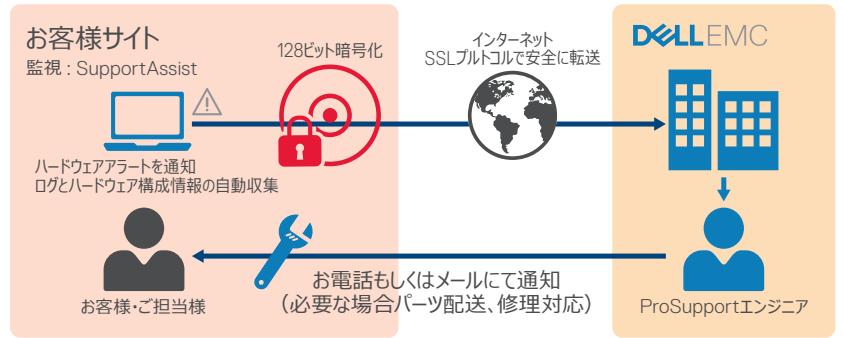 お客様サイト
監視 : SupportAssist
128ビット暗号化
インターネット
SSLプルトコルで安全に転送
DELLEMC
ハードウェアアラートを通知
ログとハードウェア構成情報の自動収集
お電話もしくはメールにて通知
（必要な場合パーツ配送、修理対応）
お客様・ご担当様
ProSupportエンジニア